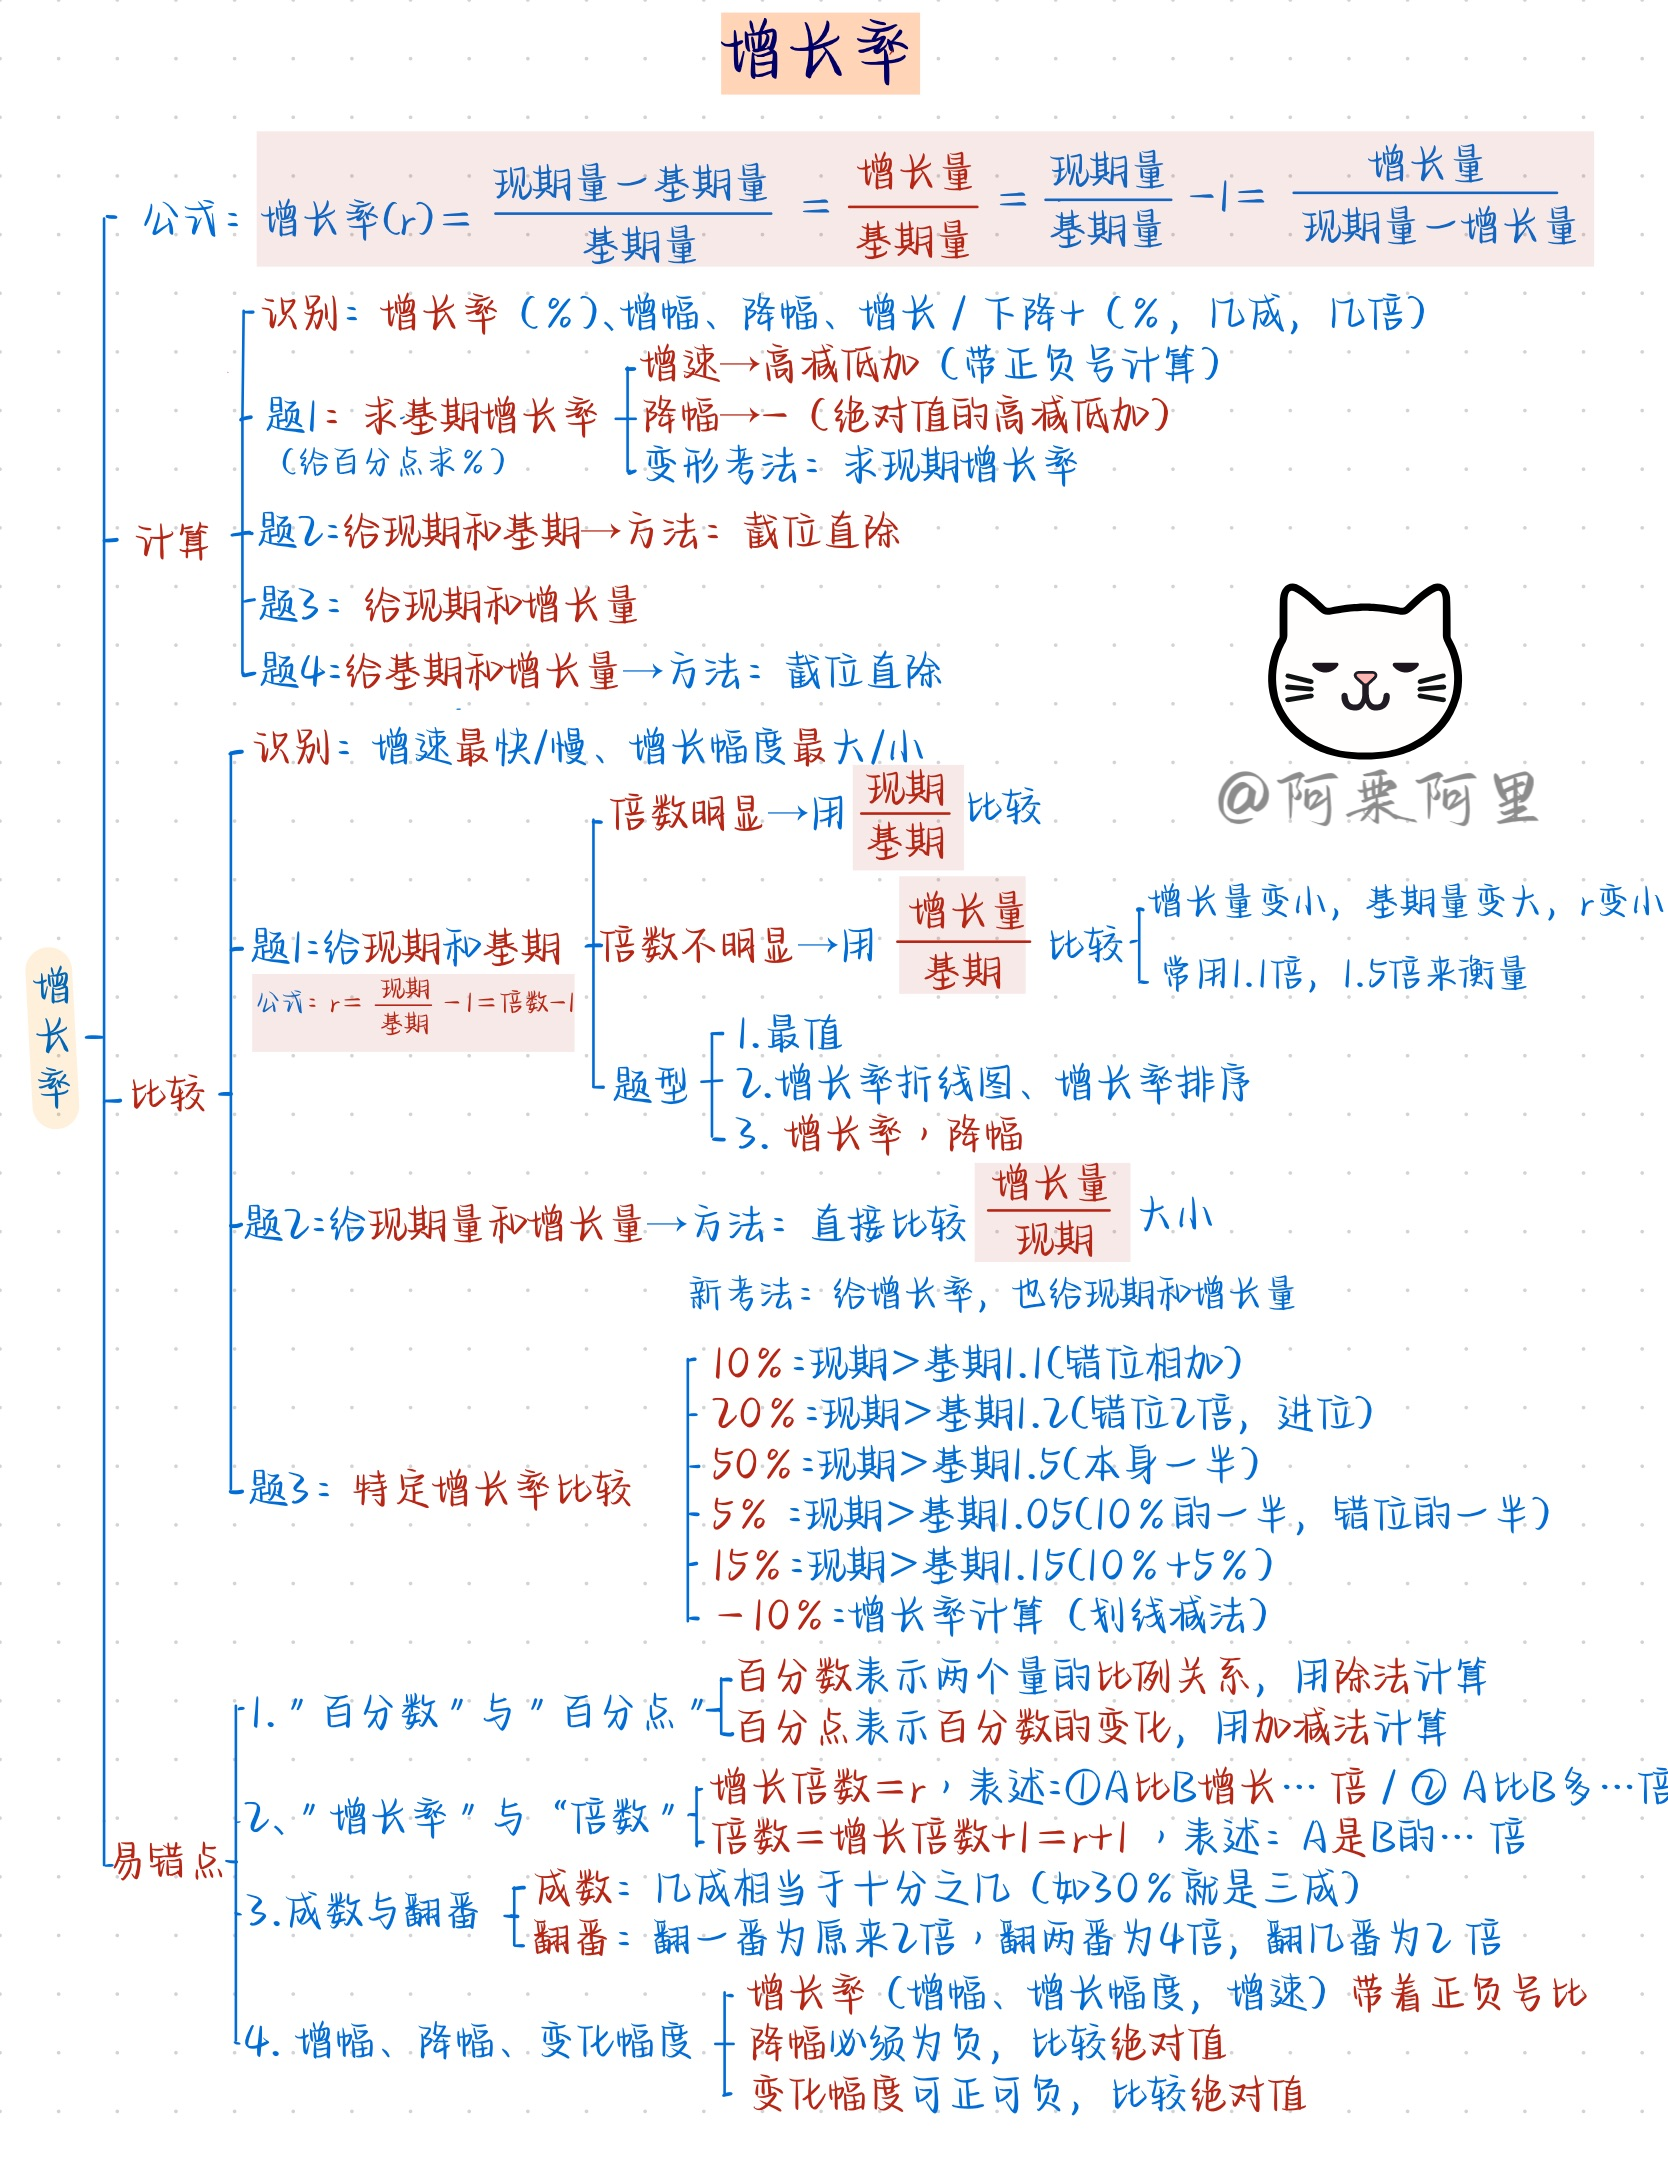 增长率
公式：增长率(r)= 现期量-基期量/基期量 = 增长量/基期量 = 现期量/基期量 -1= 增长量/现期量-增长量
识别：增长率（%）、增幅、降幅、增长/下降+（%，几成，几倍）
增速→高减低加（带正负号计算）
题1：求基期增长率
降幅→-（绝对值的高减低加）
（给百分点求%）
变形考法：求现期增长率
计算
题2:给现期和基期→方法：截位直除
题3：给现期和增长量
题4:给基期和增长量→方法：截位直除
@阿粟阿里
识别：增速最快/慢、增长幅度最大/小
倍数明显→用 现期/基期 比较
题1:给现期和基期
公式：r= 现期/基期 -1=倍数-1
倍数不明显→用 增长量/基期 比较
增长量变小，基期量变大，r变小
常用1.1倍，1.5倍来衡量
题型
1.最值
2.增长率折线图、增长率排序
3.增长率，降幅
增长率
比较
题2:给现期量和增长量→方法：直接比较 增长量/现期 大小
新考法：给增长率，也给现期和增长量
题3：特定增长率比较
10%:现期>基期1.1(错位相加)
20%:现期>基期1.2(错位2倍，进位)
50%:现期>基期1.5(本身一半)
5% :现期>基期1.05(10%的一半，错位的一半)
15%:现期>基期1.15(10%+5%)
-10%:增长率计算（划线减法）
易错点
1."百分数"与"百分点"
百分数表示两个量的比例关系，用除法计算
百分点表示百分数的变化，用加减法计算
2、"增长率"与“倍数"
增长倍数=r，表述:①A比B增长…倍/② A比B多…倍
倍数=增长倍数+1=r+1，表述：A是B的…倍
3.成数与翻番
成数：几成相当于十分之几（如30%就是三成）
翻番：翻一番为原来2倍，翻两番为4倍，翻几番为2 倍
4.增幅、降幅、变化幅度
增长率（增幅、增长幅度，增速）带着正负号比
降幅必须为负，比较绝对值
变化幅度可正可负，比较绝对值